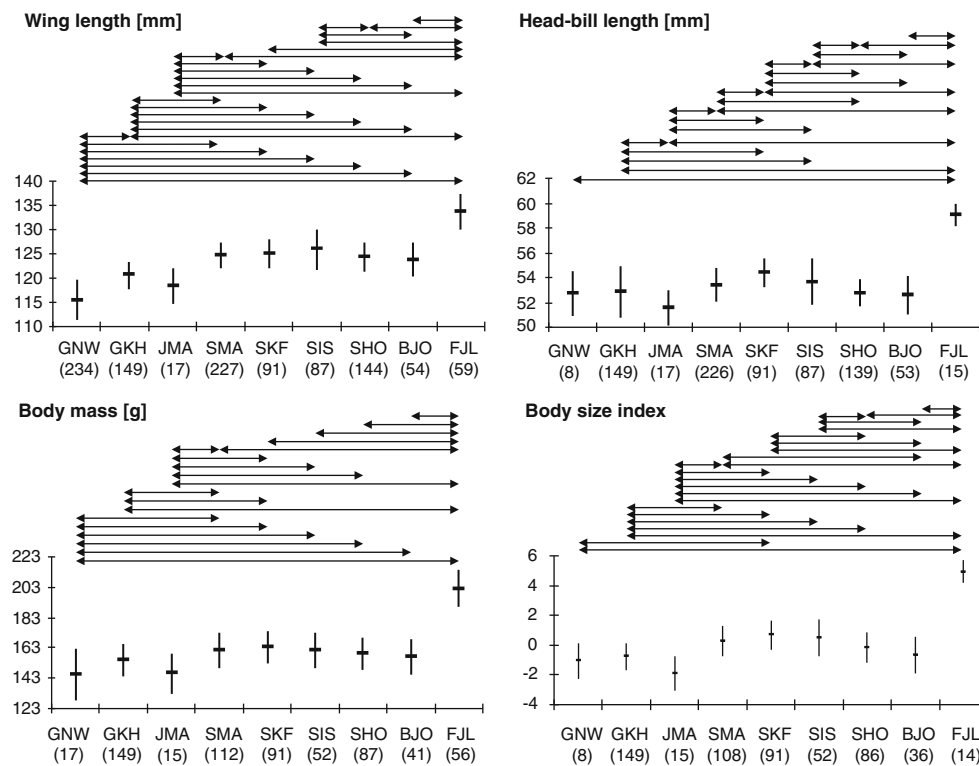 Wing length [mm]
140
135
130
125
120
115
110
GNW GKH JMA SMA SKF SIS SHO BJO FJL
(234) (149) (17) (227) (91) (87) (144) (54) (59)
Head-bill length [mm]
62
60
58
56
54
52
50
GNW GKH JMA SMA SKF SIS SHO BJO FJL
(8) (149) (17) (226) (91) (87) (139) (53) (15)
Body mass [g]
223
203
183
163
143
123
GNW GKH JMA SMA SKF SIS SHO BJO FJL
(17) (149) (15) (112) (91) (52) (87) (41) (56)
Body size index
6
4
2
0
-2
-4
GNW GKH JMA SMA SKF SIS SHO BJO FJL
(8) (149) (15) (108) (91) (52) (86) (36) (14)